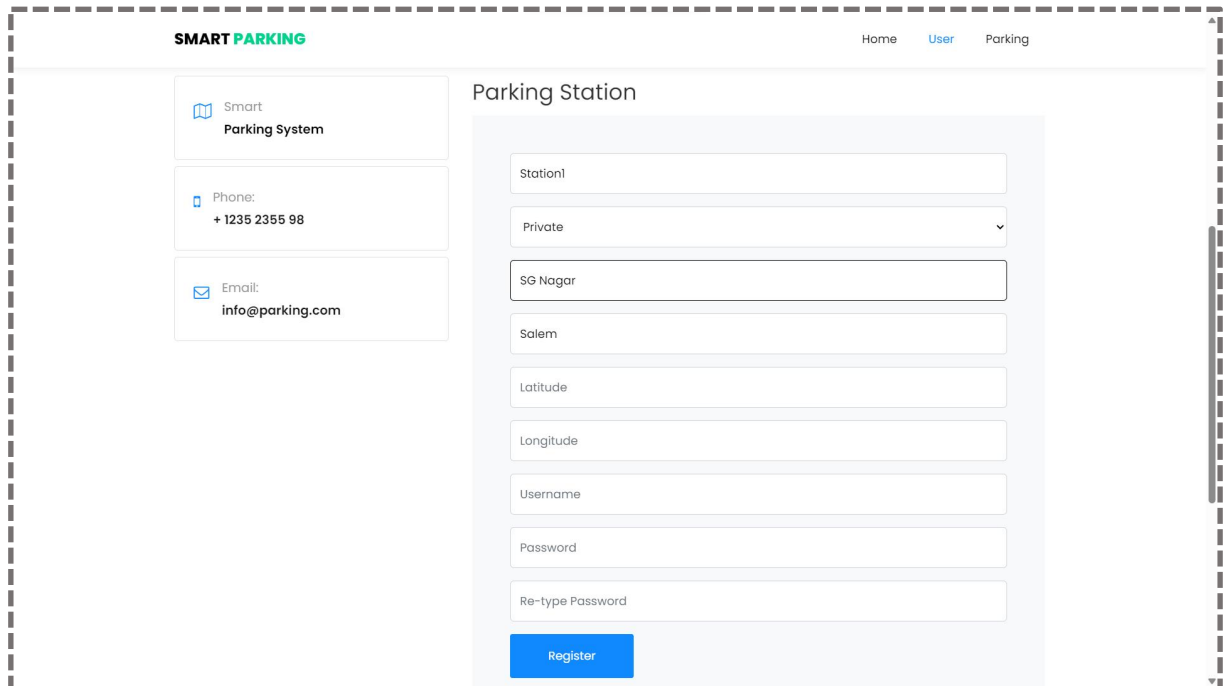 SMART PARKING
Home User Parking
Smart
Parking System
Phone:
+ 1235 2355 98
Email:
info@parking.com
Parking Station
Station1
Private
SG Nagar
Salem
Latitude
Longitude
Username
Password
Re-type Password
Register